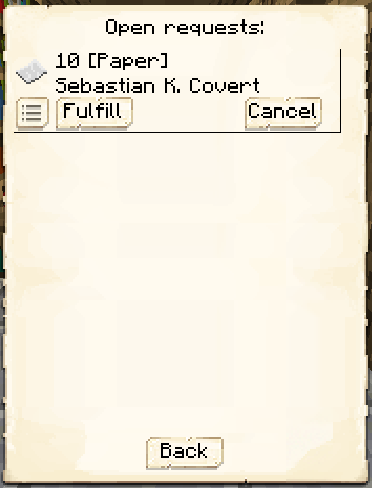 Open requests:
10 [Paper]
Sebastian K. Covert
Fulfill
Cancel
Back